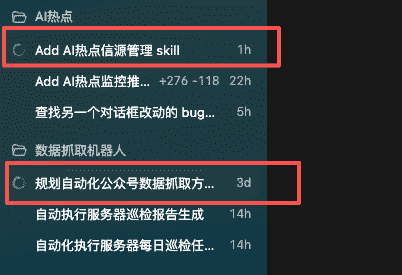 AI热点
Add AI热点信源管理 skill 1h
Add AI热点监控推... +276 -118 22h
查找另一个对话框改动的 bug... 5h
数据抓取机器人
规划自动化公众号数据抓取方... 3d
自动执行服务器巡检报告生成 14h
自动化执行服务器每日巡检任... 14h